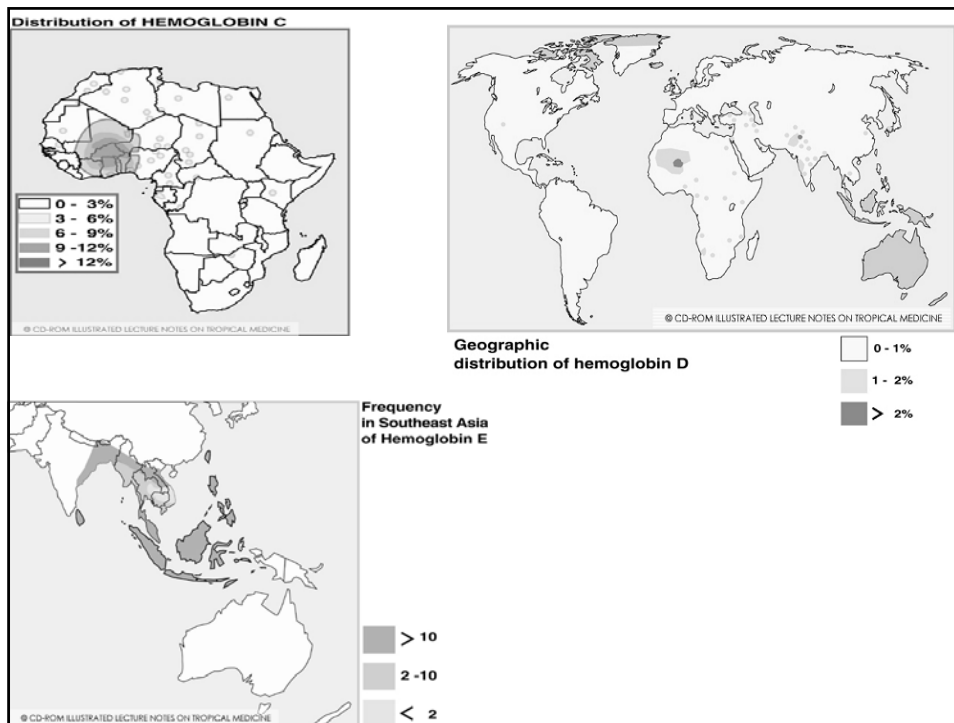 Distribution of HEMOGLOBIN C
0 - 3%
3 - 6%
6 - 9%
9 -12%
> 12%
© CD-ROM ILLUSTRATED LECTURE NOTES ON TROPICAL MEDICINE
© CD-ROM ILLUSTRATED LECTURE NOTES ON TROPICAL MEDICINE
Geographic
distribution of hemoglobin D
0 - 1%
1 - 2%
> 2%
Frequency
in Southeast Asia
of Hemoglobin E
> 10
2 -10
< 2
© CD-ROM ILLUSTRATED LECTURE NOTES ON TROPICAL MEDICINE